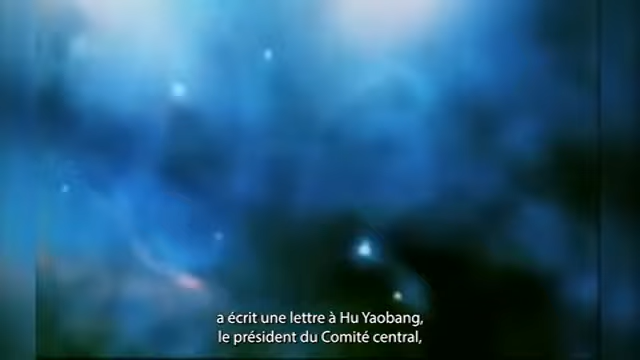 a écrit une lettre à Hu Yaobang,
le président du Comité central,